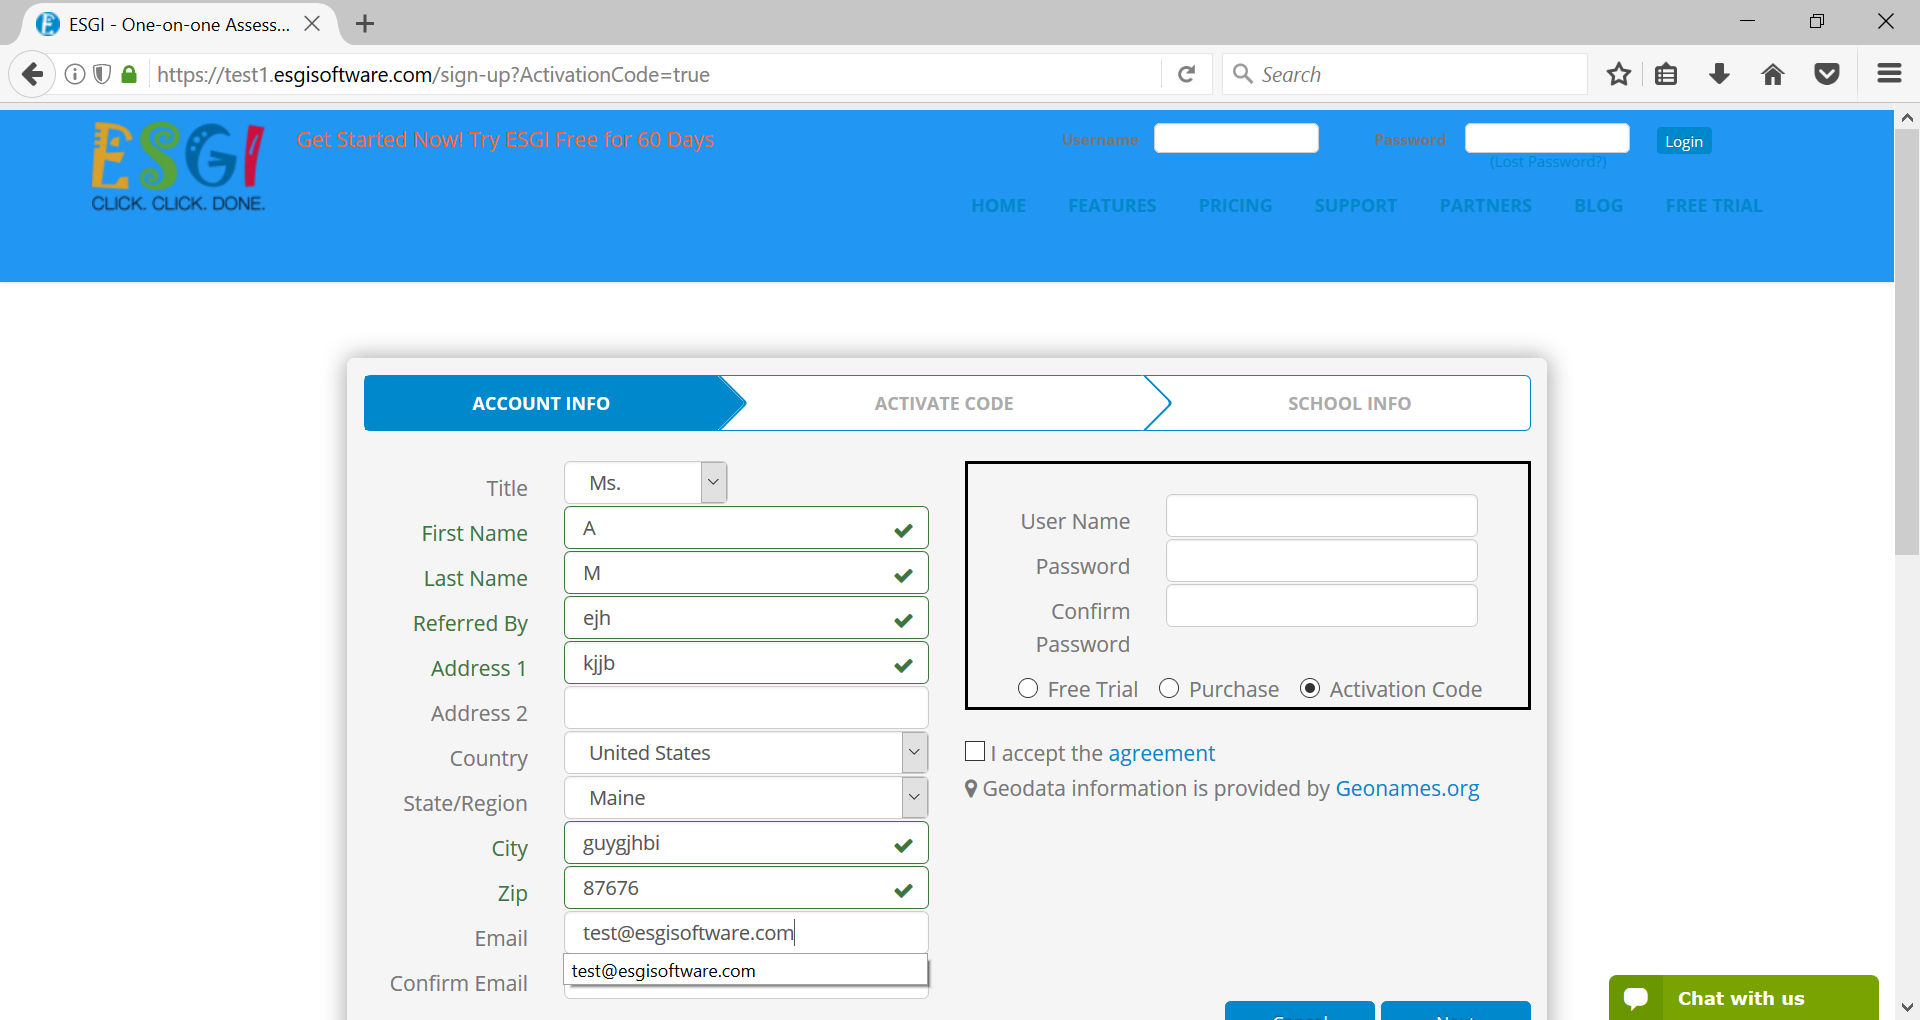 ESGI - One-on-one Assess...
https://test1.esgisoftware.com/sign-up?ActivationCode=true
Search
ESGI
CLICK. CLICK. DONE.
Get Started Now! Try ESGI Free for 60 Days
Username
Password
Login
(Lost Password?)
HOME FEATURES PRICING SUPPORT PARTNERS BLOG FREE TRIAL
ACCOUNT INFO
ACTIVATE CODE
SCHOOL INFO
Title Ms.
First Name A
Last Name M
Referred By ejh
Address 1 kjjb
Address 2
Country United States
State/Region Maine
City guygjhbi
Zip 87676
Email test@esgisoftware.com
test@esgisoftware.com
Confirm Email
User Name
Password
Confirm
Password
Free Trial Purchase Activation Code
I accept the agreement
Geodata information is provided by Geonames.org
Chat with us